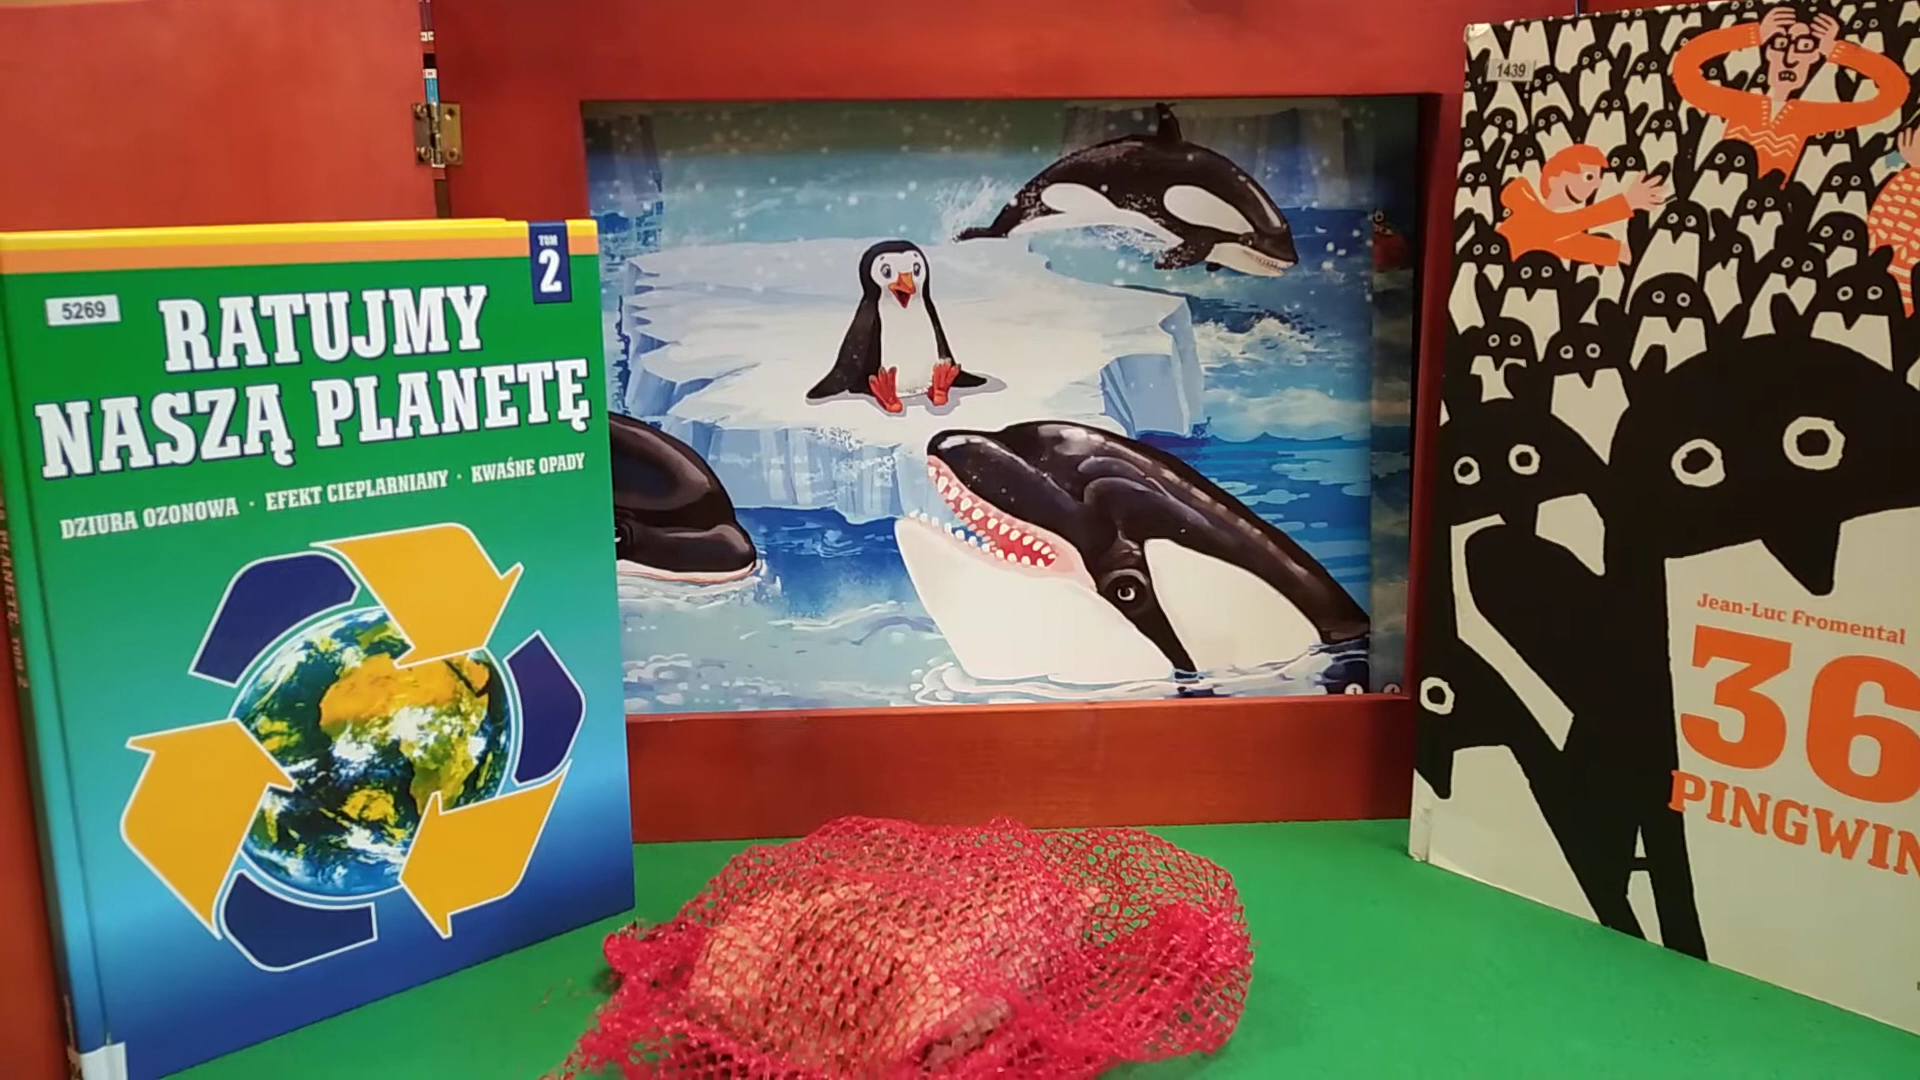 5269
TOM
2
RATUJMY
NASZĄ PLANETĘ
DZIURA OZONOWA · EFEKT CIEPLARNIANY · KWAŚNE OPADY
1439
Jean-Luc Fromental
36
PINGWIN